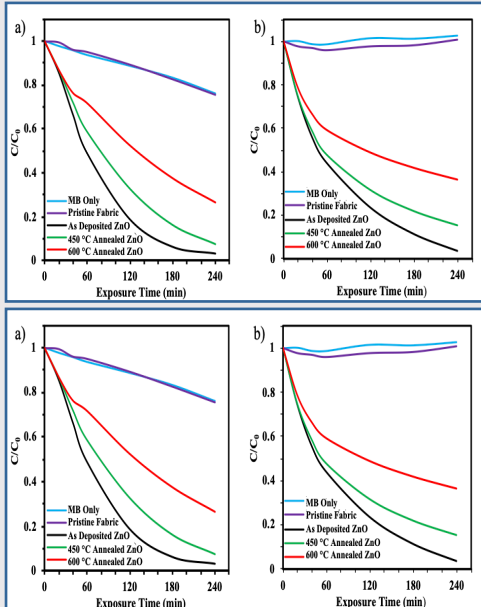 a)
1
0.8
0.6
0.4
0.2
0
C/C₀
MB Only
Pristine Fabric
As Deposited ZnO
450 °C Annealed ZnO
600 °C Annealed ZnO
0 60 120 180 240
Exposure Time (min)
b)
1
0.8
0.6
0.4
0.2
0
C/C₀
MB Only
Pristine Fabric
As Deposited ZnO
450 °C Annealed ZnO
600 °C Annealed ZnO
0 60 120 180 240
Exposure Time (min)
a)
1
0.8
0.6
0.4
0.2
0
C/C₀
MB Only
Pristine Fabric
As Deposited ZnO
450 °C Annealed ZnO
600 °C Annealed ZnO
0 60 120 180 240
Exposure Time (min)
b)
1
0.8
0.6
0.4
0.2
0
C/C₀
MB Only
Pristine Fabric
As Deposited ZnO
450 °C Annealed ZnO
600 °C Annealed ZnO
0 60 120 180 240
Exposure Time (min)